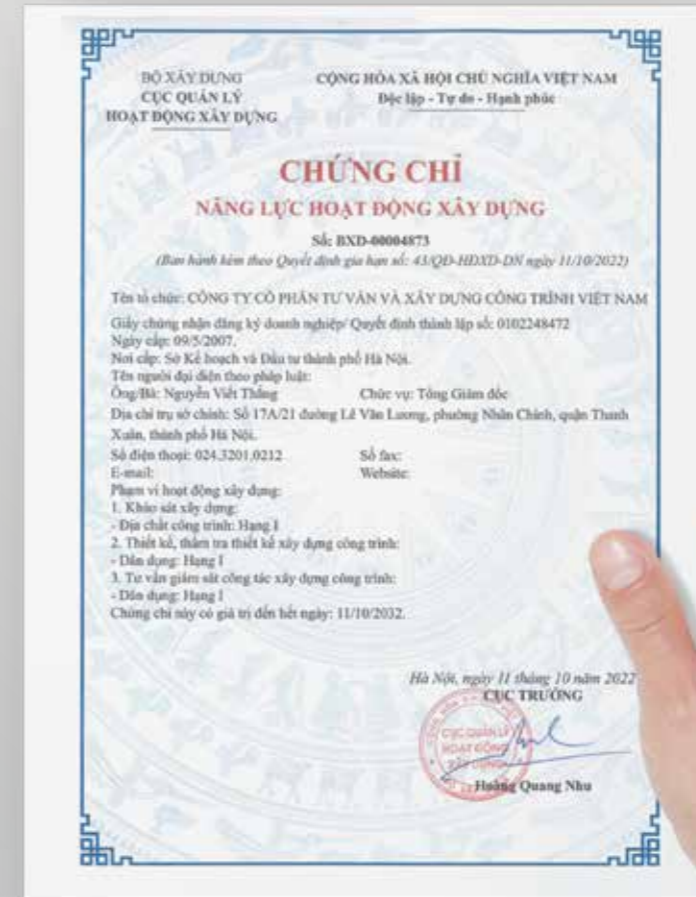 BỘ XÂY DỰNG
CỤC QUẢN LÝ
HOẠT ĐỘNG XÂY DỰNG
CỘNG HÒA XÃ HỘI CHỦ NGHĨA VIỆT NAM
Độc lập - Tự do - Hạnh phúc
CHỨNG CHỈ
NĂNG LỰC HOẠT ĐỘNG XÂY DỰNG
Số: BXD-00004873
(Ban hành kèm theo Quyết định gia hạn số: 43/QĐ-HĐXD-DN ngày 11/10/2022)
Tên tổ chức: CÔNG TY CỔ PHẦN TƯ VẤN VÀ XÂY DỰNG CÔNG TRÌNH VIỆT NAM
Giấy chứng nhận đăng ký doanh nghiệp/ Quyết định thành lập số: 0102248472
Ngày cấp: 09/5/2007.
Nơi cấp: Sở Kế hoạch và Đầu tư thành phố Hà Nội.
Tên người đại diện theo pháp luật:
Ông/Bà: Nguyễn Viết Thắng Chức vụ: Tổng Giám đốc
Địa chỉ trụ sở chính: Số 17A/21 đường Lê Văn Lương, phường Nhân Chính, quận Thanh
Xuân, thành phố Hà Nội.
Số điện thoại: 024.3201.0212 Số fax:
E-mail: Website:
Phạm vi hoạt động xây dựng:
1. Khảo sát xây dựng:
- Địa chất công trình: Hạng I
2. Thiết kế, thẩm tra thiết kế xây dựng công trình:
- Dân dụng: Hạng I
3. Tư vấn giám sát công tác xây dựng công trình:
- Dân dụng: Hạng I
Chứng chỉ này có giá trị đến hết ngày: 11/10/2032.
Hà Nội, ngày 11 tháng 10 năm 2022
CỤC TRƯỞNG
CỤC QUẢN LÝ
HOẠT ĐỘNG
XÂY DỰNG
Hoàng Quang Nhu